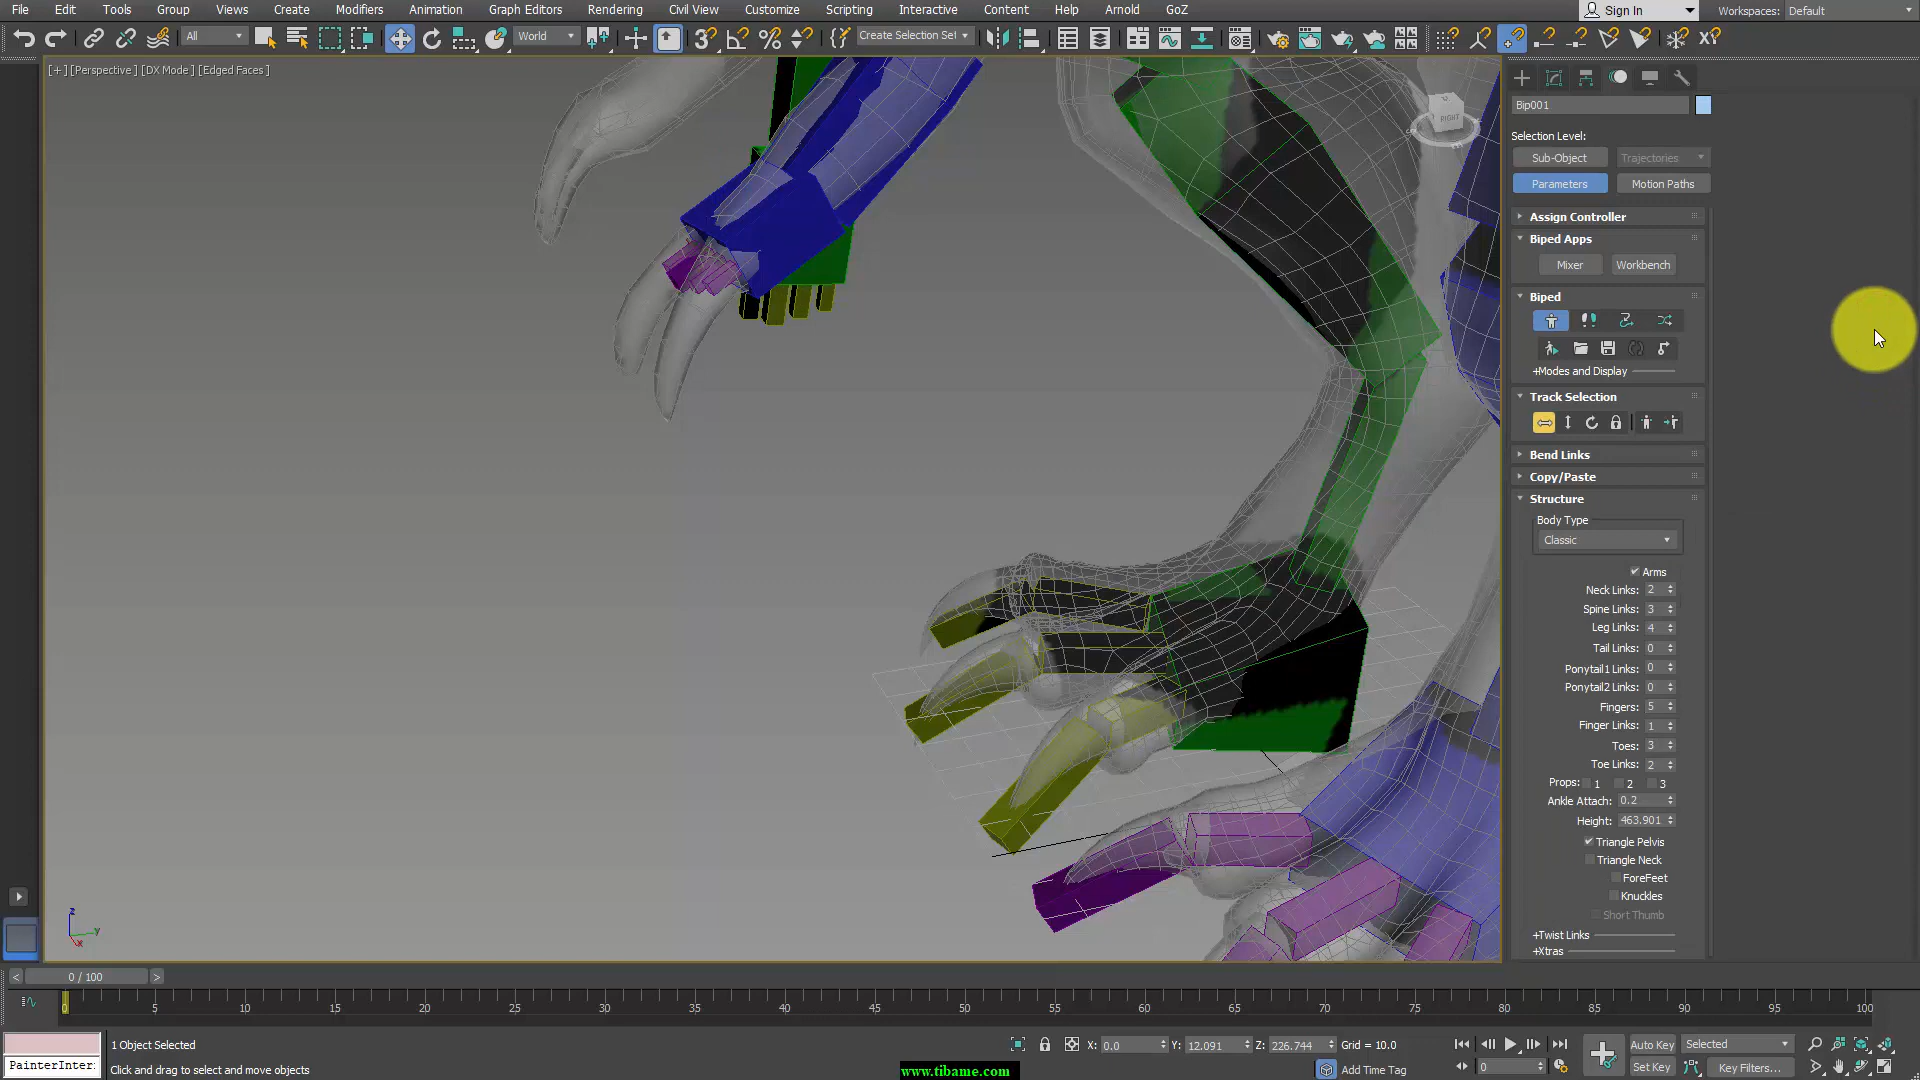 File Edit Tools Group Views Create Modifiers Animation Graph Editors Rendering Civil View Customize Scripting Interactive Content Help Arnold GoZ Sign In Workspaces: Default
All World Create Selection Set
[+] [Perspective] [DX Mode] [Edged Faces]
RIGHT
Bip001
Selection Level:
Sub-Object Trajectories
Parameters Motion Paths
Assign Controller
Biped Apps
Mixer Workbench
Biped
+Modes and Display
Track Selection
Bend Links
Copy/Paste
Structure
Body Type
Classic
Arms
Neck Links: 2
Spine Links: 3
Leg Links: 4
Tail Links: 0
Ponytail1 Links: 0
Ponytail2 Links: 0
Fingers: 5
Finger Links: 1
Toes: 3
Toe Links: 2
Props: 1 2 3
Ankle Attach: 0.2
Height: 463.901
Triangle Pelvis
Triangle Neck
ForeFeet
Knuckles
Short Thumb
+Twist Links
+Xtras
z y x
< 0 / 100 >
0 5 10 15 20 25 30 35 40 45 50 55 60 65 70 75 80 85 90 95 100
1 Object Selected X: 0.0 Y: 12.091 Z: 226.744 Grid = 10.0 Auto Key Selected
PainterInter: Click and drag to select and move objects www.tibame.com Add Time Tag 0 Set Key Key Filters...